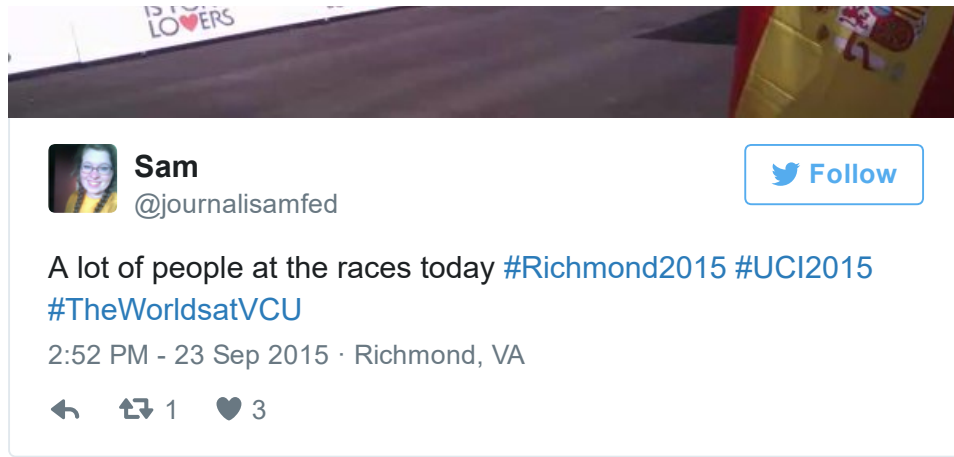 LOVERS
Sam
Follow
@journalisamfed
A lot of people at the races today #Richmond2015 #UCI2015
#TheWorldsatVCU
2:52 PM - 23 Sep 2015 · Richmond, VA
1 3